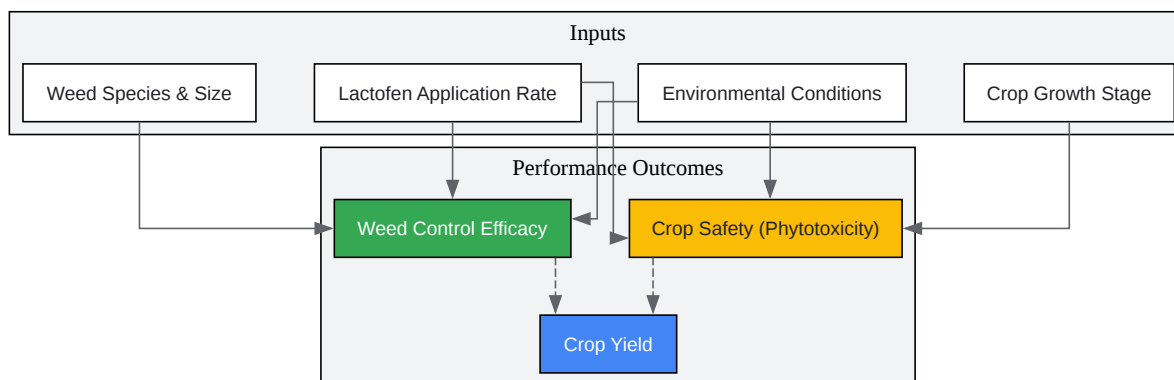 Inputs
Weed Species & Size
Lactofen Application Rate
Environmental Conditions
Crop Growth Stage
Performance Outcomes
Weed Control Efficacy
Crop Safety (Phytotoxicity)
Crop Yield